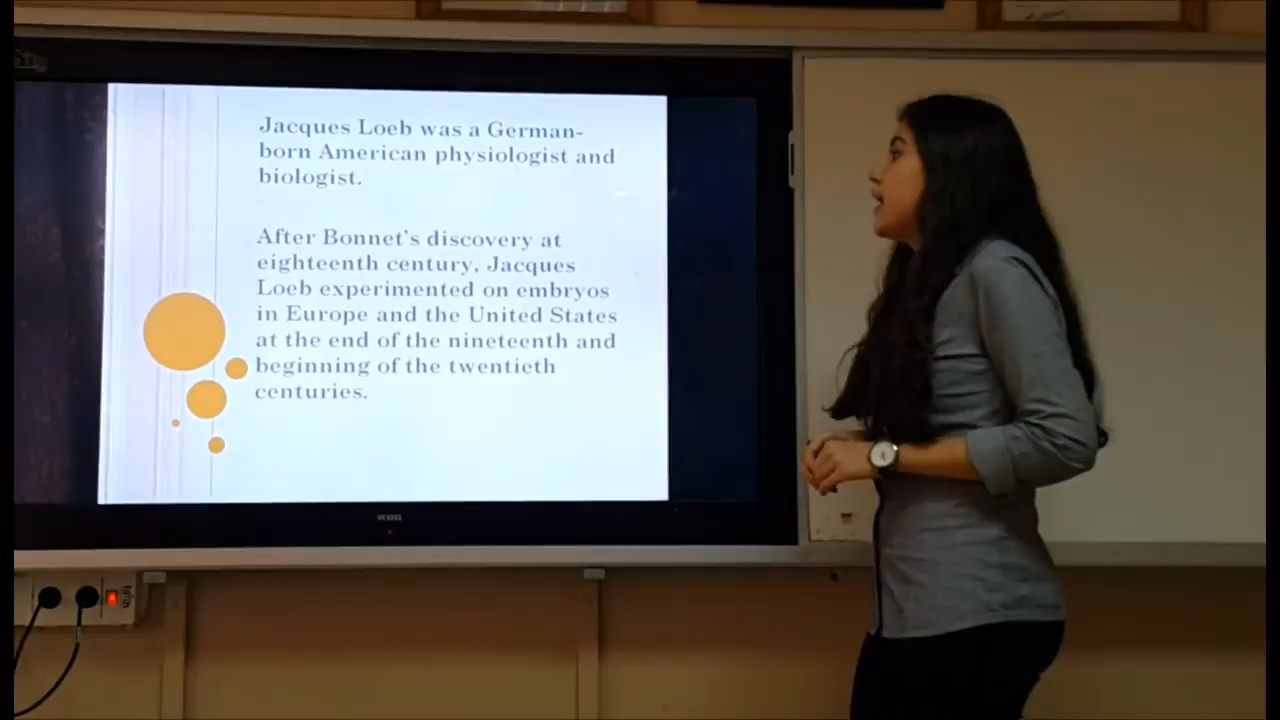 Jacques Loeb was a German-
born American physiologist and
biologist.
After Bonnet's discovery at
eighteenth century, Jacques
Loeb experimented on embryos
in Europe and the United States
at the end of the nineteenth and
beginning of the twentieth
centuries.
VESTEL